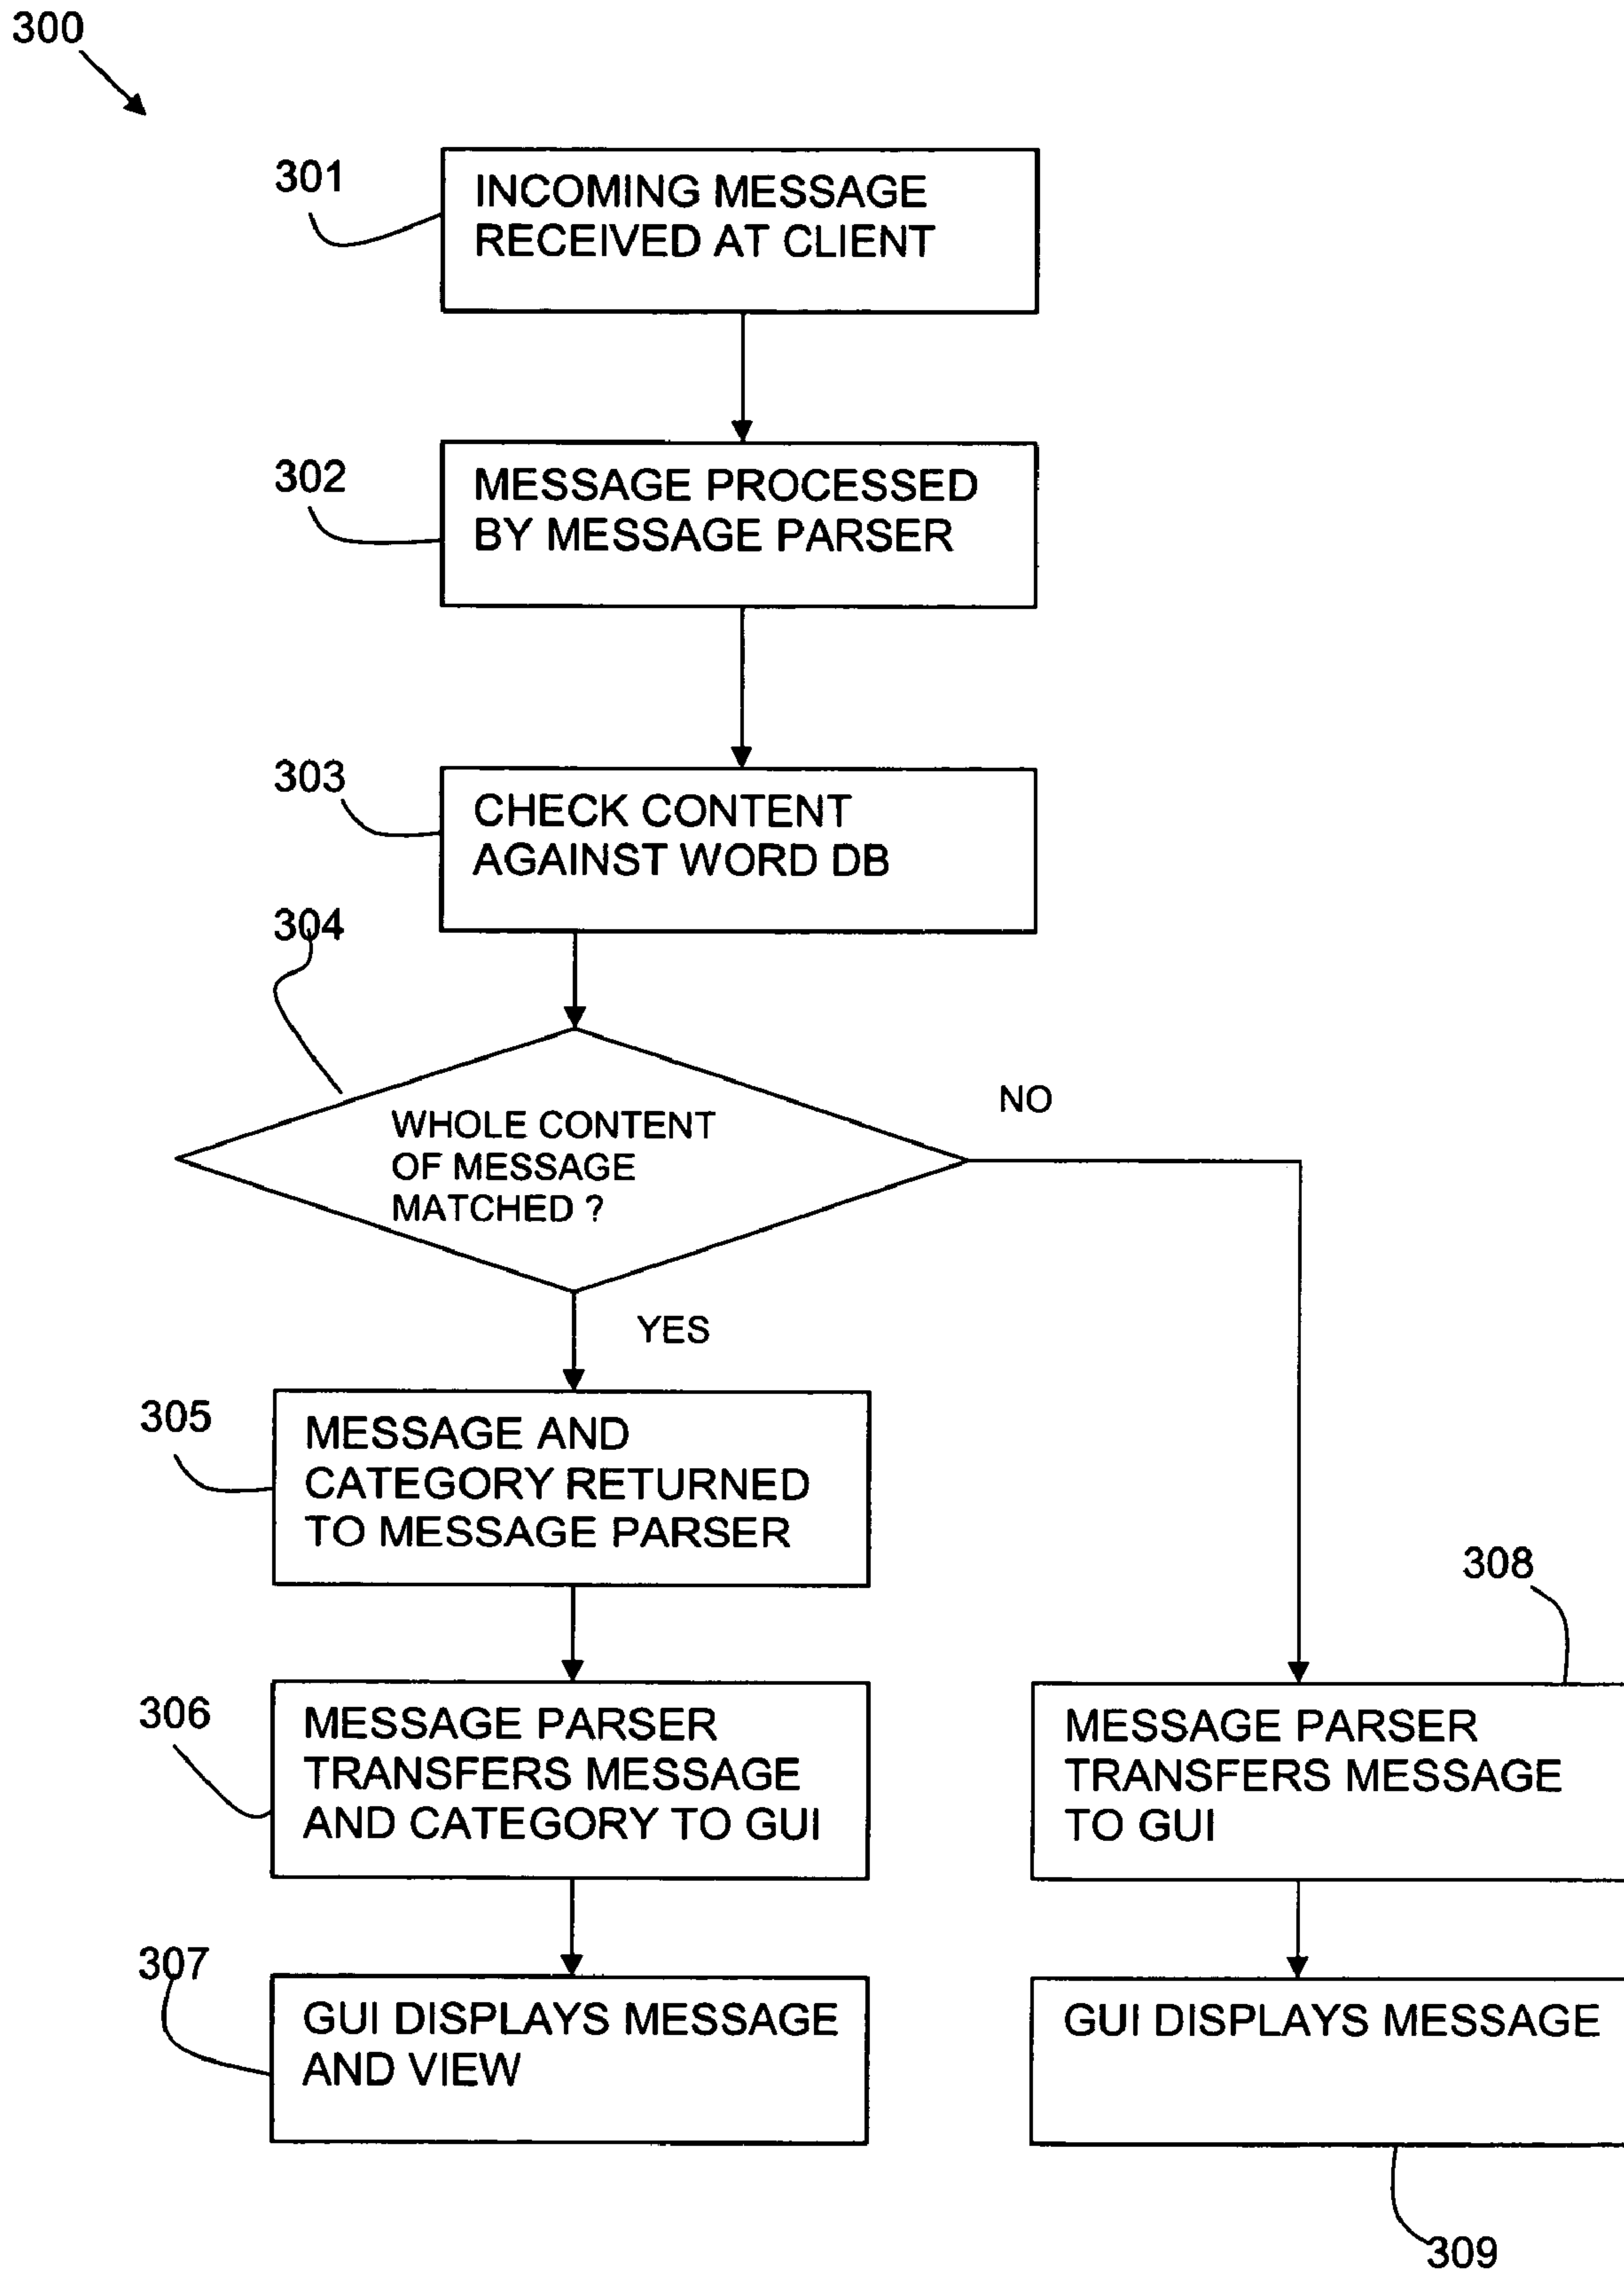 300
301
INCOMING MESSAGE
RECEIVED AT CLIENT
302
MESSAGE PROCESSED
BY MESSAGE PARSER
303
CHECK CONTENT
AGAINST WORD DB
304
WHOLE CONTENT
OF MESSAGE
MATCHED ?
NO
YES
305
MESSAGE AND
CATEGORY RETURNED
TO MESSAGE PARSER
306
MESSAGE PARSER
TRANSFERS MESSAGE
AND CATEGORY TO GUI
308
MESSAGE PARSER
TRANSFERS MESSAGE
TO GUI
307
GUI DISPLAYS MESSAGE
AND VIEW
GUI DISPLAYS MESSAGE
309